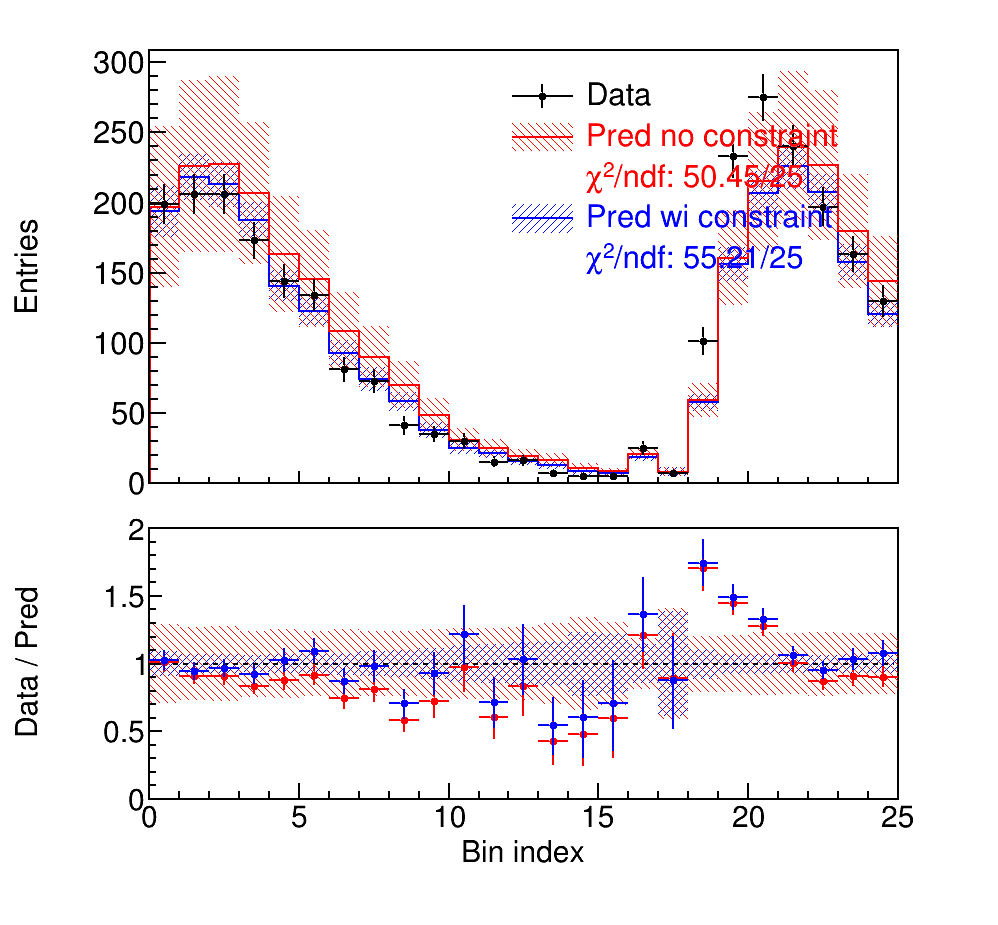 300
250
200
150
100
50
0
Entries
Data
Pred no constraint
χ²/ndf: 50.45/25
Pred wi constraint
χ²/ndf: 55.21/25
2
1.5
1
0.5
0
Data / Pred
0 5 10 15 20 25
Bin index